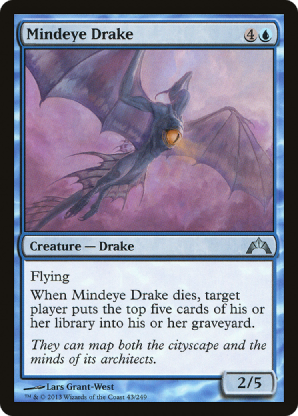 Mindeye Drake 4
Creature — Drake
Flying
When Mindeye Drake dies, target
player puts the top five cards of his or
her library into his or her graveyard.
They can map both the cityscape and the
minds of its architects.
Lars Grant-West
™ & © 2013 Wizards of the Coast 43/249
2/5